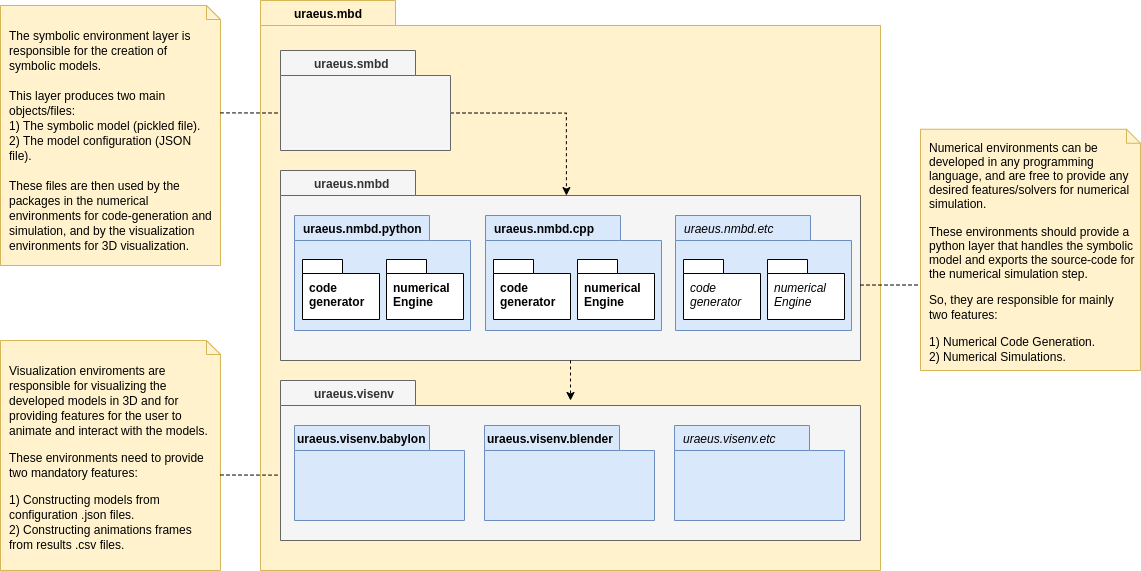 The symbolic environment layer is
responsible for the creation of
symbolic models.
This layer produces two main
objects/files:
1) The symbolic model (pickled file).
2) The model configuration (JSON
file).
These files are then used by the
packages in the numerical
environments for code-generation and
simulation, and by the visualization
environments for 3D visualization.
Visualization enviroments are
responsible for visualizing the
developed models in 3D and for
providing features for the user to
animate and interact with the models.
These environments need to provide
two mandatory features:
1) Constructing models from
configuration .json files.
2) Constructing animations frames
from results .csv files.
uraeus.mbd
uraeus.smbd
uraeus.nmbd
uraeus.nmbd.python
code
generator
numerical
Engine
uraeus.nmbd.cpp
code
generator
numerical
Engine
uraeus.nmbd.etc
code
generator
numerical
Engine
uraeus.visenv
uraeus.visenv.babylon
uraeus.visenv.blender
uraeus.visenv.etc
Numerical environments can be
developed in any programming
language, and are free to provide any
desired features/solvers for numerical
simulation.
These environments should provide a
python layer that handles the symbolic
model and exports the source-code for
the numerical simulation step.
So, they are responsible for mainly
two features:
1) Numerical Code Generation.
2) Numerical Simulations.